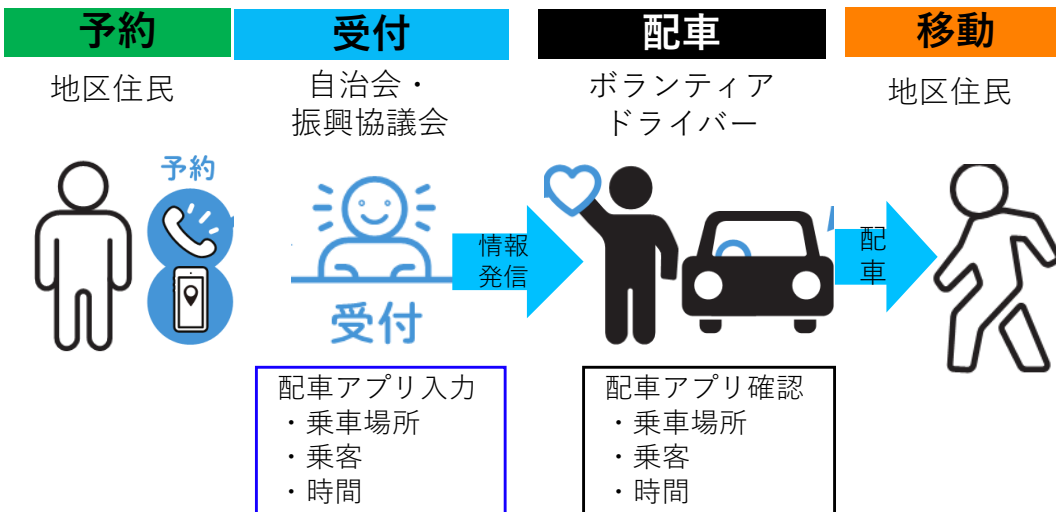 予約
受付
配車
移動
地区住民
自治会・
振興協議会
ボランティア
ドライバー
地区住民
予約
受付
情報
発信
配
車
配車アプリ入力
・乗車場所
・乗客
・時間
配車アプリ確認
・乗車場所
・乗客
・時間